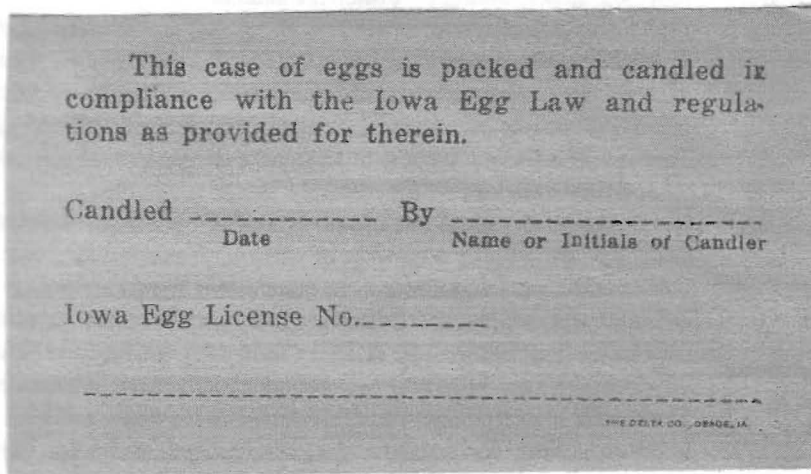 This case of eggs is packed and candled in
compliance with the Iowa Egg Law and regula-
tions as provided for therein.
Candled ____________ By ____________________
Date Name or Initials of Candler
Iowa Egg License No._________
THE DELTA CO., OSAGE, IA.